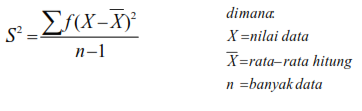 S² = ∑f(X−X̄)² / n−1
dimana:
X = nilai data
X̄ = rata−rata hitung
n = banyak data